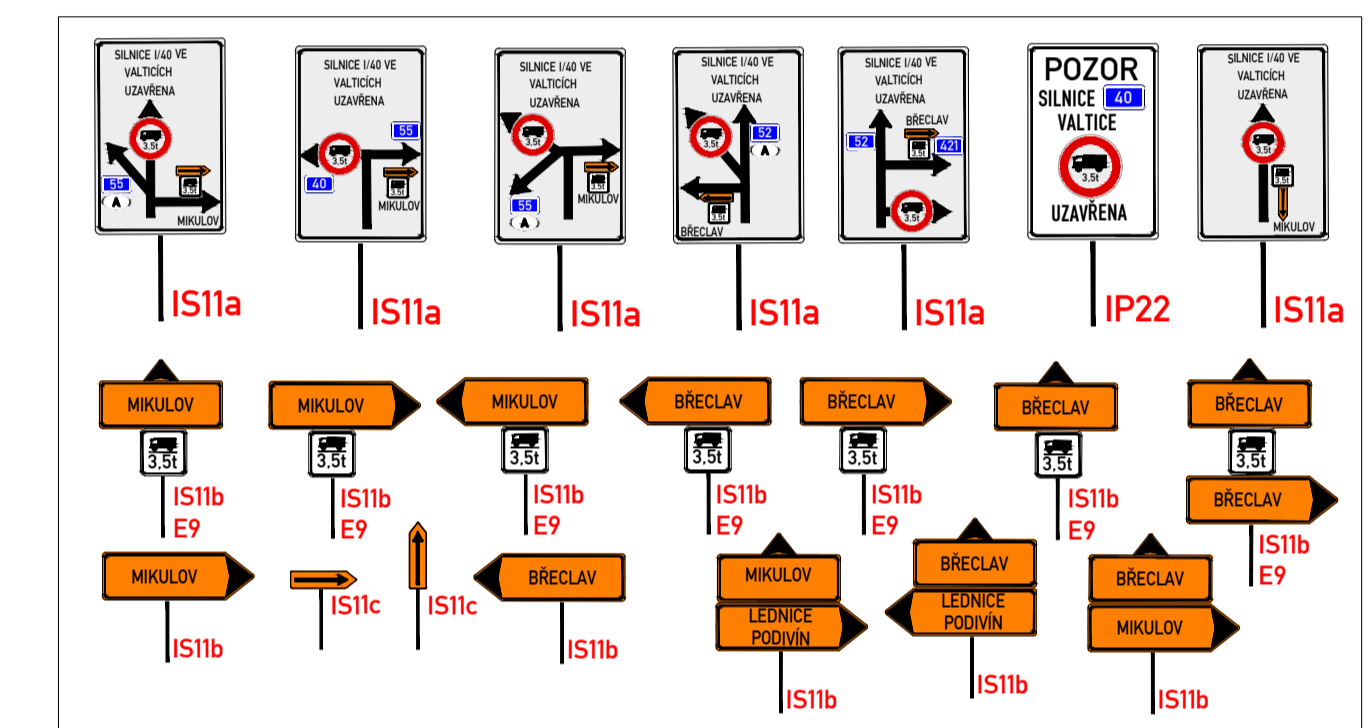 SILNICE I/40 VE
VALTICÍCH
UZAVŘENA
3,5t
55
A
3,5t
MIKULOV
IS11a
SILNICE I/40 VE
VALTICÍCH
UZAVŘENA
55
3,5t
40
3,5t
MIKULOV
IS11a
SILNICE I/40 VE
VALTICÍCH
UZAVŘENA
3,5t
3,5t
MIKULOV
55
A
IS11a
SILNICE I/40 VE
VALTICÍCH
UZAVŘENA
3,5t
52
A
3,5t
BŘECLAV
IS11a
SILNICE I/40 VE
VALTICÍCH
UZAVŘENA
BŘECLAV
52
3,5t
421
3,5t
IS11a
POZOR
SILNICE 40
VALTICE
3,5t
UZAVŘENA
IP22
SILNICE I/40 VE
VALTICÍCH
UZAVŘENA
3,5t
3,5t
MIKULOV
IS11a
MIKULOV
3,5t
IS11b
E9
MIKULOV
3,5t
IS11b
E9
MIKULOV
3,5t
IS11b
E9
BŘECLAV
3,5t
IS11b
E9
BŘECLAV
3,5t
IS11b
E9
BŘECLAV
3,5t
IS11b
E9
BŘECLAV
3,5t
BŘECLAV
IS11b
E9
MIKULOV
IS11b
IS11c
IS11c
BŘECLAV
IS11b
MIKULOV
LEDNICE
PODIVÍN
IS11b
BŘECLAV
LEDNICE
PODIVÍN
IS11b
BŘECLAV
MIKULOV
IS11b